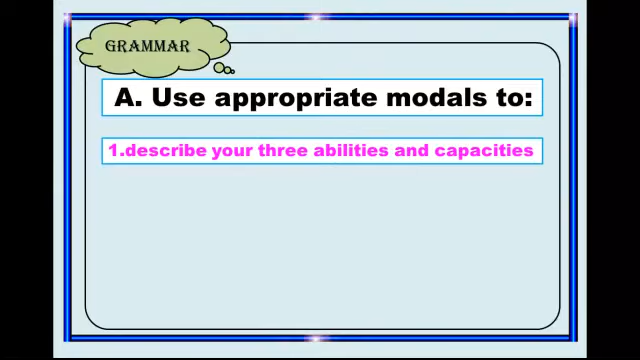 GRAMMAR
A. Use appropriate modals to:
1.describe your three abilities and capacities